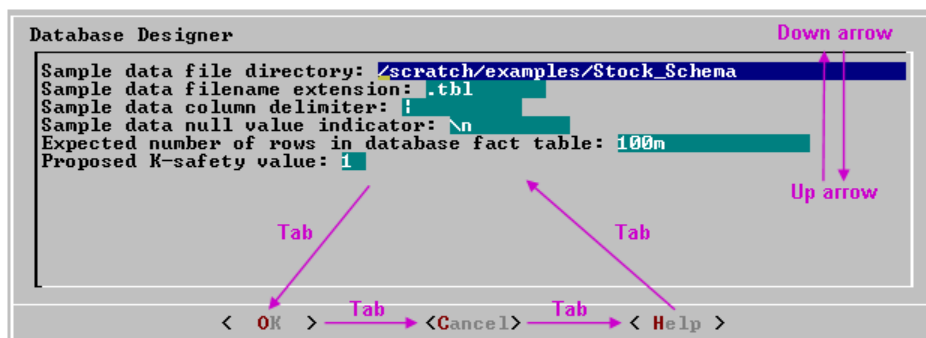 Database Designer
Down arrow
Sample data file directory: /scratch/examples/Stock_Schema
Sample data filename extension: .tbl
Sample data column delimiter: ¦
Sample data null value indicator: \n
Expected number of rows in database fact table: 100m
Proposed K-safety value: 1
Up arrow
Tab
Tab
< OK > Tab <Cancel> Tab < Help >